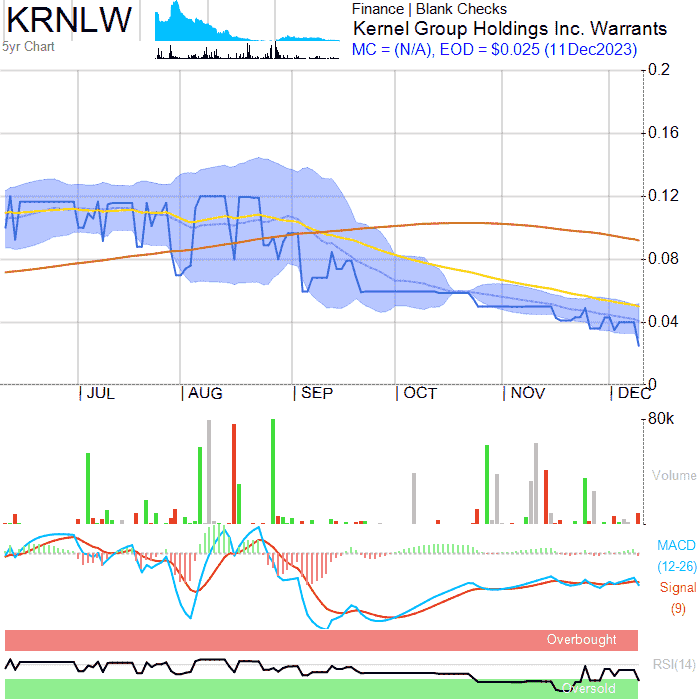 KRNLW
5yr Chart
Finance | Blank Checks
Kernel Group Holdings Inc. Warrants
MC = (N/A), EOD = $0.025 (11Dec2023)
0.2
0.16
0.12
0.08
0.04
0
| JUL | AUG | SEP | OCT | NOV | DEC
80k
Volume
MACD
(12-26)
Signal
(9)
Overbought
RSI(14)
Oversold